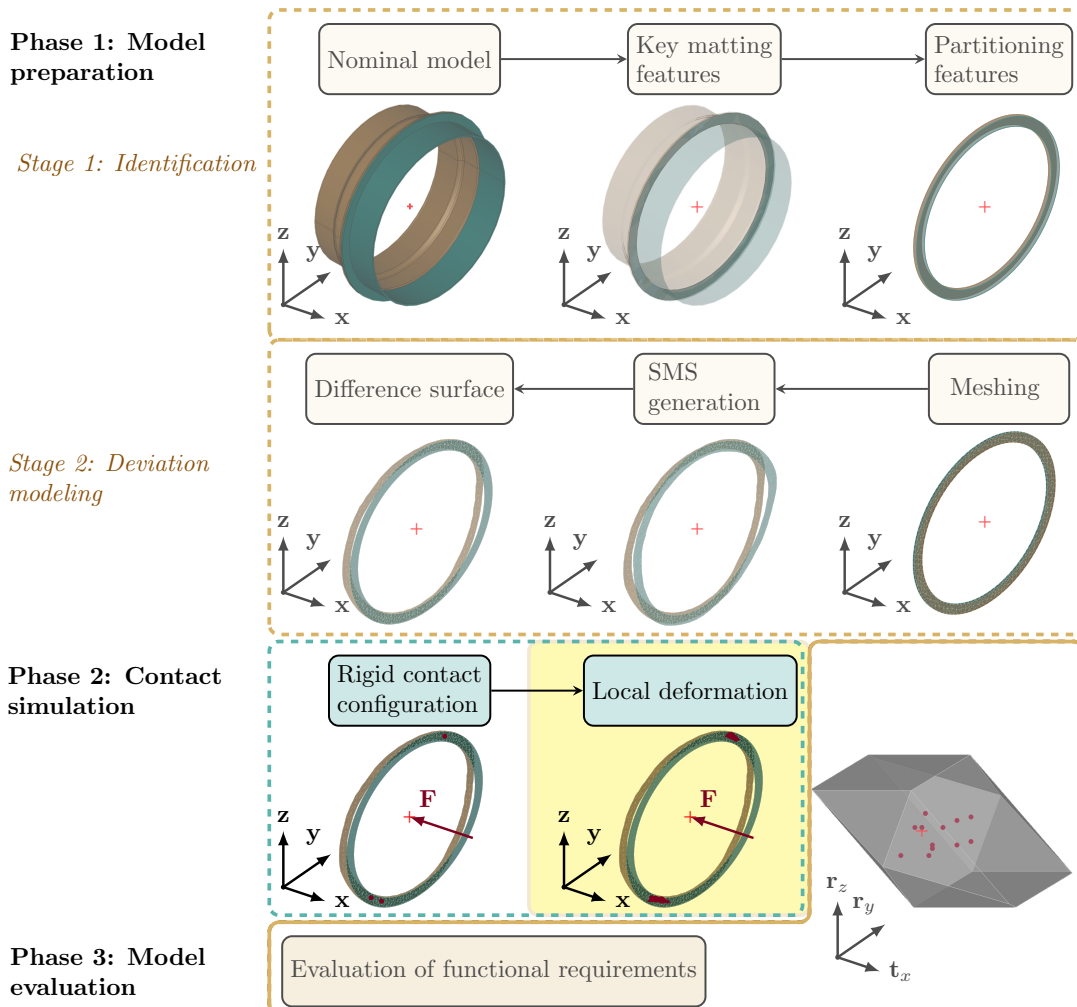 Phase 1: Model
preparation
Nominal model
Key matting
features
Partitioning
features
Stage 1: Identification
z
y
x
z
y
x
z
y
x
Difference surface
SMS
generation
Meshing
Stage 2: Deviation
modeling
z
y
x
z
y
x
z
y
x
Phase 2: Contact
simulation
Rigid contact
configuration
Local deformation
F
z
y
x
F
z
y
x
r_z
r_y
t_x
Phase 3: Model
evaluation
Evaluation of functional requirements